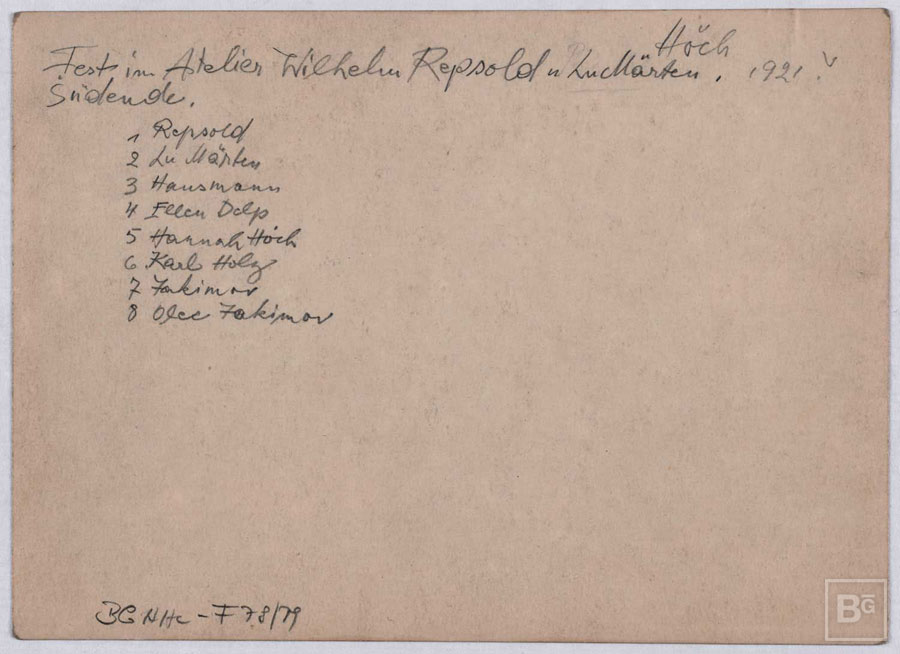 Höch
Fest im Atelier Wilhelm Repsold u Lu Märten. 1921?
Südende.
1 Repsold
2 Lu Märten
3 Hausmann
4 Ellen Delp
5 Hannah Höch
6 Karl Holz
7 Jakimov
8 Olec Jakimov
BG NHC - F 78/79
BG